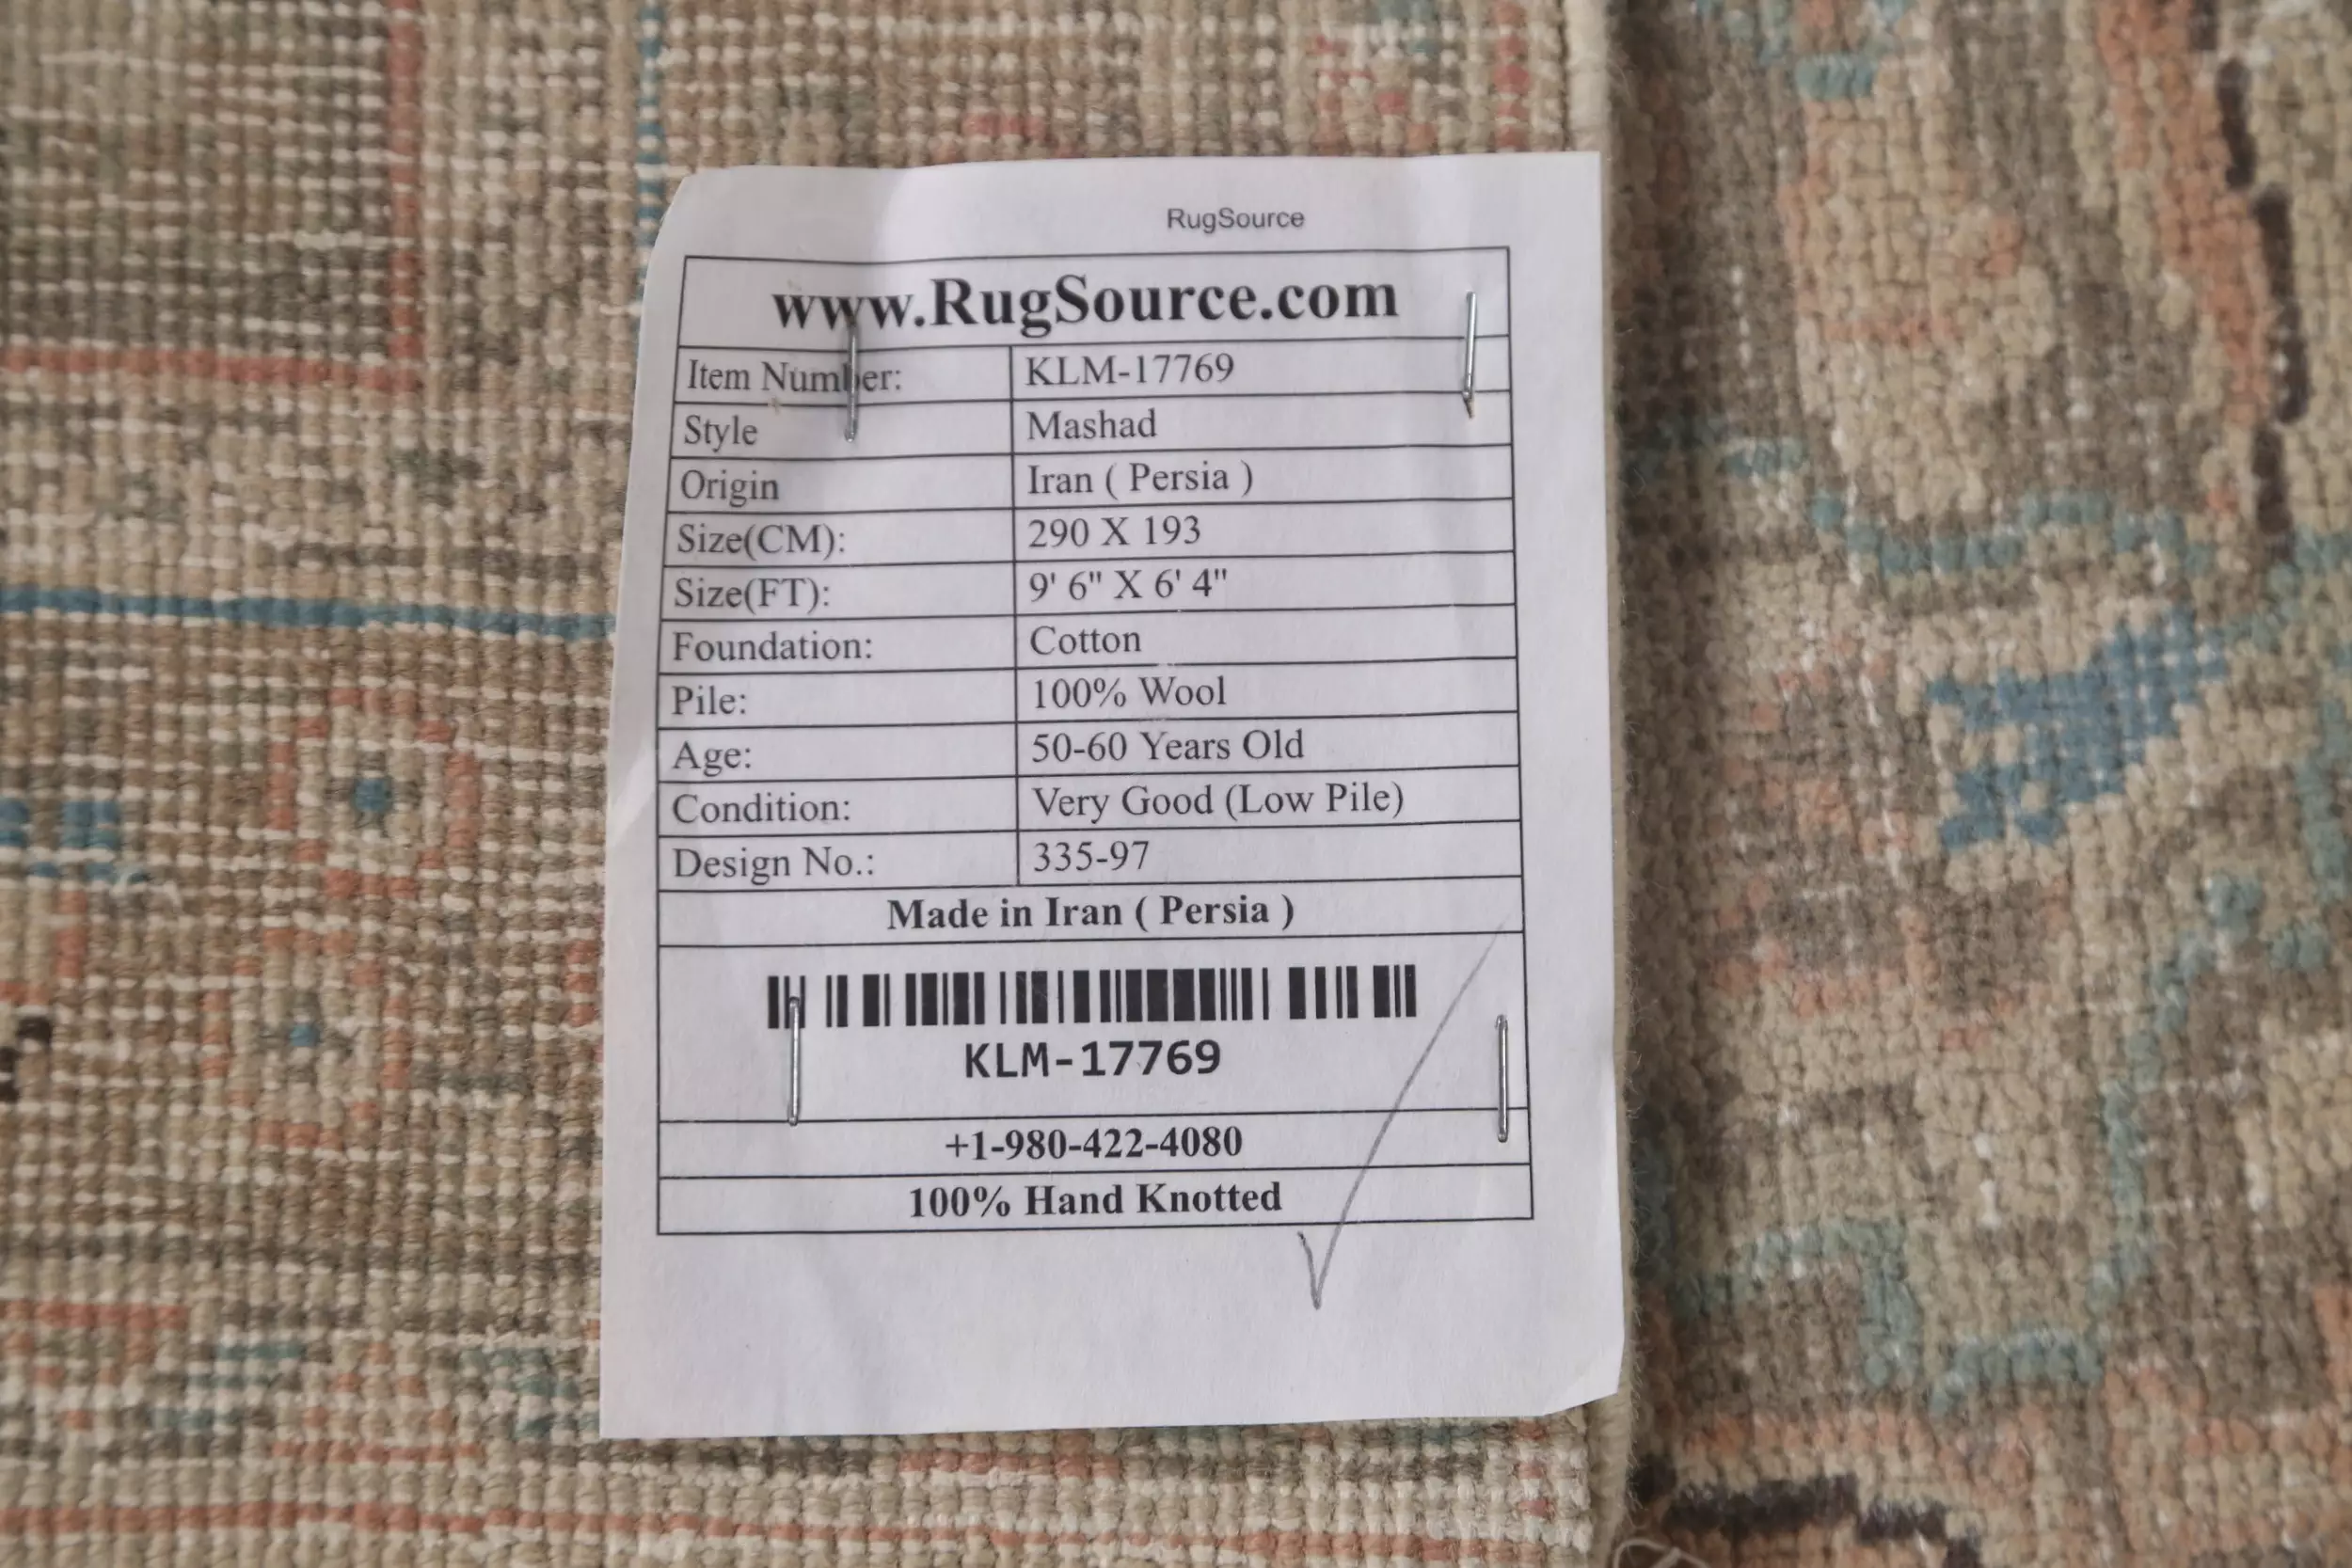 RugSource
www.RugSource.com
Item Number: KLM-17769
Style Mashad
Origin Iran ( Persia )
Size(CM): 290 X 193
Size(FT): 9' 6" X 6' 4"
Foundation: Cotton
Pile: 100% Wool
Age: 50-60 Years Old
Condition: Very Good (Low Pile)
Design No.: 335-97
Made in Iran ( Persia )
KLM-17769
+1-980-422-4080
100% Hand Knotted